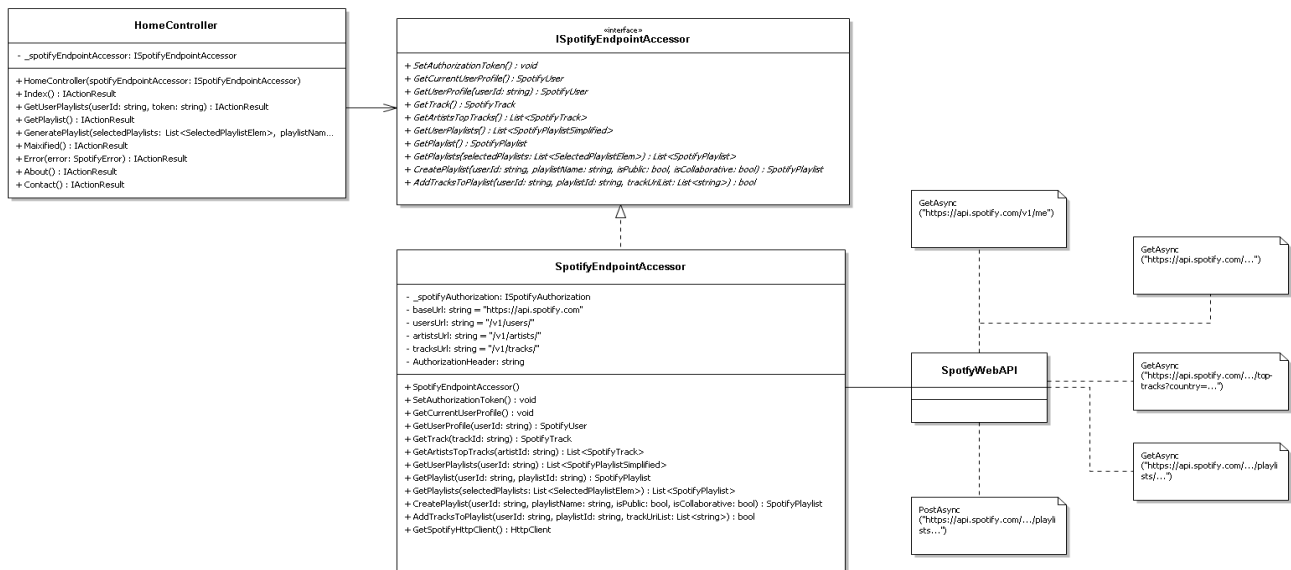 HomeController
- _spotifyEndpointAccessor: ISpotifyEndpointAccessor
+ HomeController(spotifyEndpointAccessor: ISpotifyEndpointAccessor)
+ Index() : IActionResult
+ GetUserPlaylists(userId: string, token: string) : IActionResult
+ GetPlaylist() : IActionResult
+ GeneratePlaylist(selectedPlaylists: List<SelectedPlaylistElem>, playlistNam...
+ Maixified() : IActionResult
+ Error(error: SpotifyError) : IActionResult
+ About() : IActionResult
+ Contact() : IActionResult
«interface»
ISpotifyEndpointAccessor
+ SetAuthorizationToken() : void
+ GetCurrentUserProfile() : SpotifyUser
+ GetUserProfile(userId: string) : SpotifyUser
+ GetTrack() : SpotifyTrack
+ GetArtistsTopTracks() : List<SpotifyTrack>
+ GetUserPlaylists() : List<SpotifyPlaylistSimplified>
+ GetPlaylist() : SpotifyPlaylist
+ GetPlaylists(selectedPlaylists: List<SelectedPlaylistElem>) : List<SpotifyPlaylist>
+ CreatePlaylist(userId: string, playlistName: string, isPublic: bool, isCollaborative: bool) : SpotifyPlaylist
+ AddTracksToPlaylist(userId: string, playlistId: string, trackUriList: List<string>) : bool
SpotifyEndpointAccessor
- _spotifyAuthorization: ISpotifyAuthorization
- baseUrl: string = "https://api.spotify.com"
- usersUrl: string = "/v1/users/"
- artistsUrl: string = "/v1/artists/"
- tracksUrl: string = "/v1/tracks/"
- AuthorizationHeader: string
+ SpotifyEndpointAccessor()
+ SetAuthorizationToken() : void
+ GetCurrentUserProfile() : void
+ GetUserProfile(userId: string) : SpotifyUser
+ GetTrack(trackId: string) : SpotifyTrack
+ GetArtistsTopTracks(artistId: string) : List<SpotifyTrack>
+ GetUserPlaylists(userId: string) : List<SpotifyPlaylistSimplified>
+ GetPlaylist(userId: string, playlistId: string) : SpotifyPlaylist
+ GetPlaylists(selectedPlaylists: List<SelectedPlaylistElem>) : List<SpotifyPlaylist>
+ CreatePlaylist(userId: string, playlistName: string, isPublic: bool, isCollaborative: bool) : SpotifyPlaylist
+ AddTracksToPlaylist(userId: string, playlistId: string, trackUriList: List<string>) : bool
+ GetSpotifyHttpClient() : HttpClient
GetAsync
("https://api.spotify.com/v1/me")
GetAsync
("https://api.spotify.com/...")
SpotfyWebAPI
GetAsync
("https://api.spotify.com/.../top-
tracks?country=...")
GetAsync
("https://api.spotify.com/.../playli
sts/...")
PostAsync
("https://api.spotify.com/.../playli
sts...")